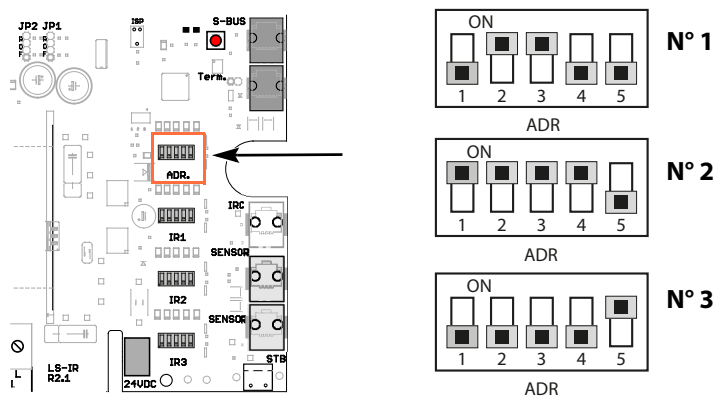 JP2 JP1
ISP
S-BUS
Term.
ADR.
IRC
IR1
SENSOR
IR2
SENSOR
IR3
STB
24VDC
LS-IR
R2.1
L
ON
1 2 3 4 5
ADR
N° 1
ON
1 2 3 4 5
ADR
N° 2
ON
1 2 3 4 5
ADR
N° 3